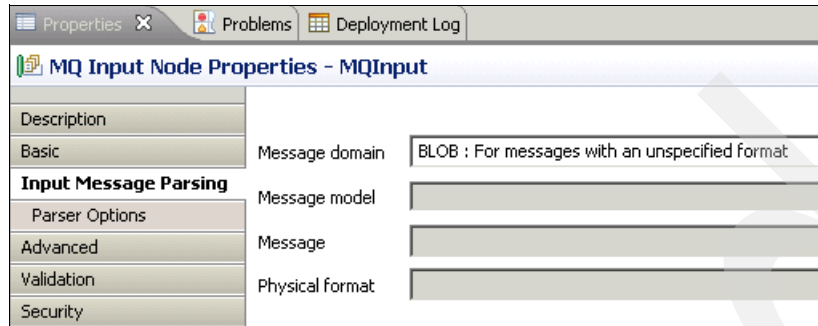 Properties Problems Deployment Log
MQ Input Node Properties - MQInput
Description
Basic
Message domain BLOB : For messages with an unspecified format
Input Message Parsing
Message model
Parser Options
Advanced
Message
Validation
Physical format
Security